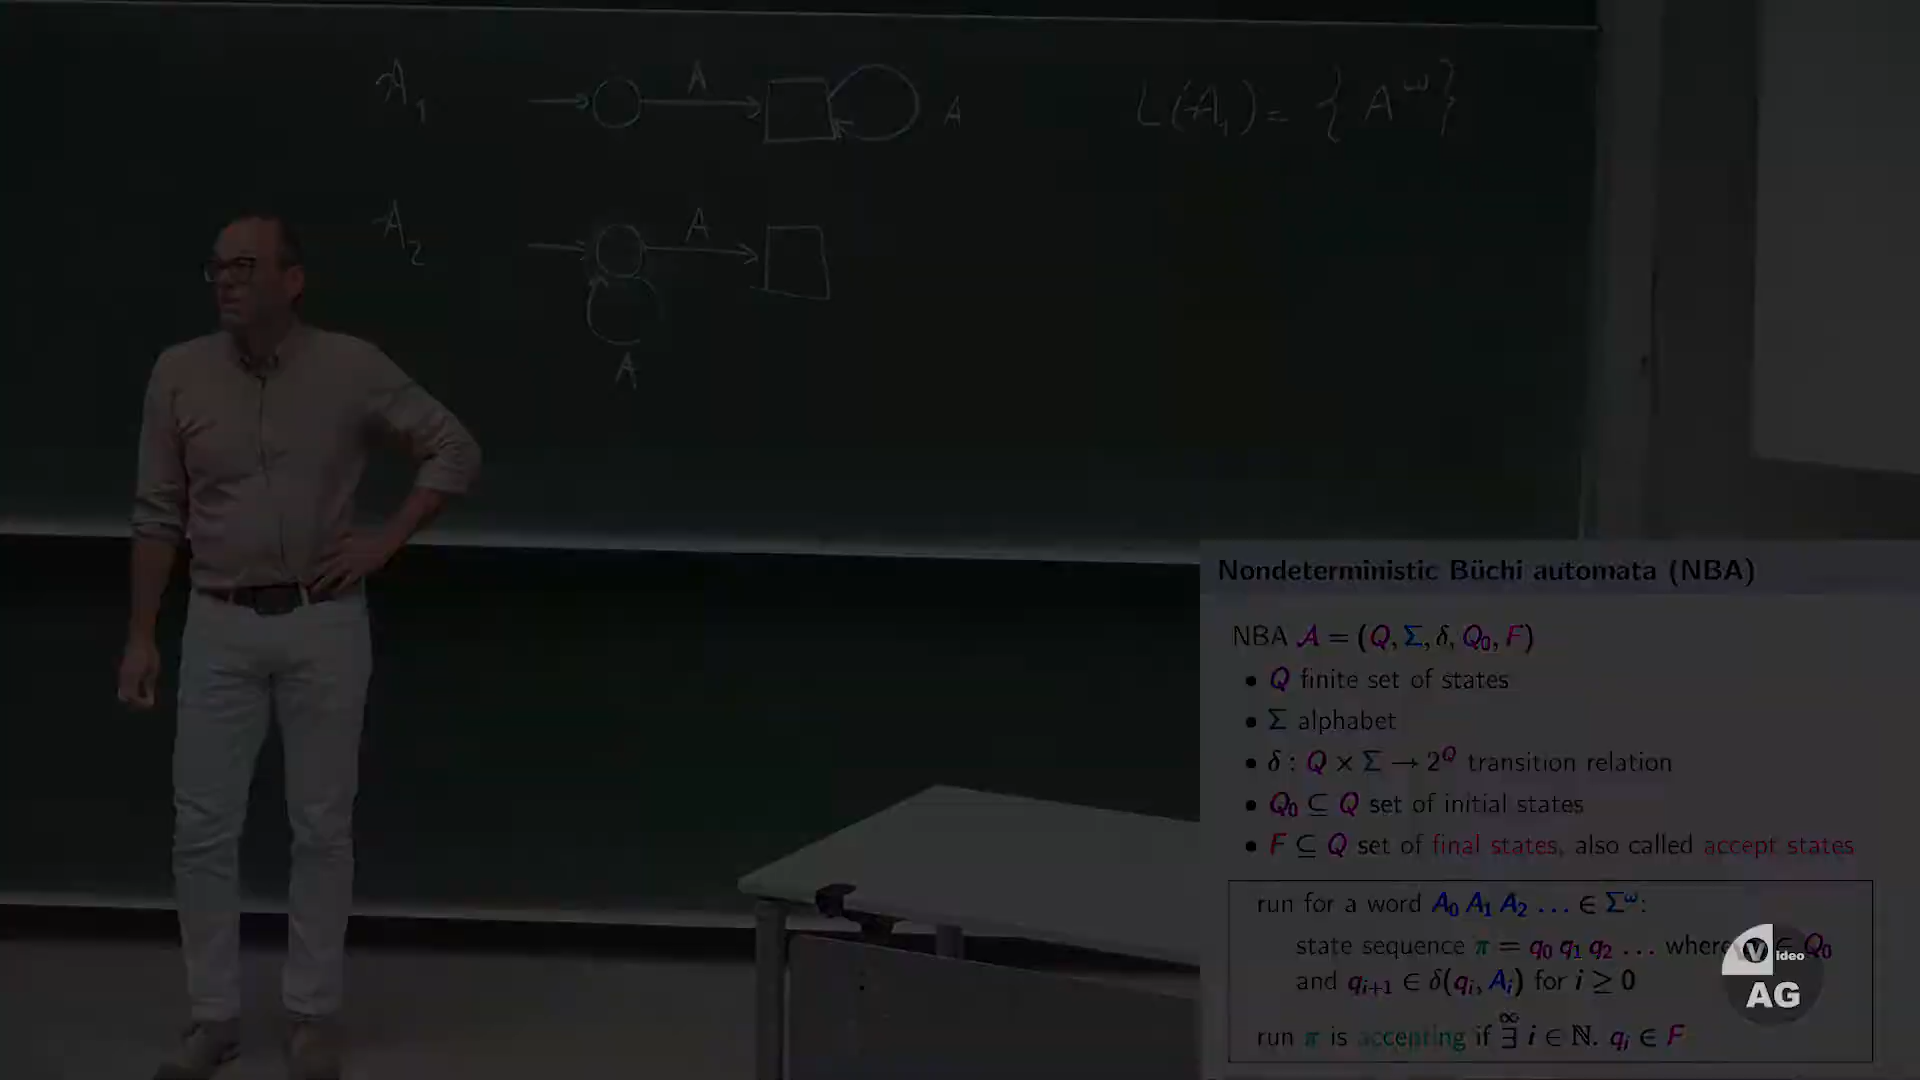 𝒜₁ A A L(𝒜₁) = { A^ω }
𝒜₂ A
A
Nondeterministic Büchi automata (NBA)
NBA 𝒜 = (Q, Σ, δ, Q₀, F)
• Q finite set of states
• Σ alphabet
• δ : Q × Σ → 2^Q transition relation
• Q₀ ⊆ Q set of initial states
• F ⊆ Q set of final states, also called accept states
run for a word A₀ A₁ A₂ … ∈ Σ^ω:
state sequence π = q₀ q₁ q₂ … where ∈ Q₀
and qᵢ₊₁ ∈ δ(qᵢ, Aᵢ) for i ≥ 0
run π is accepting if ∃^∞ i ∈ ℕ. qᵢ ∈ F
Video
AG